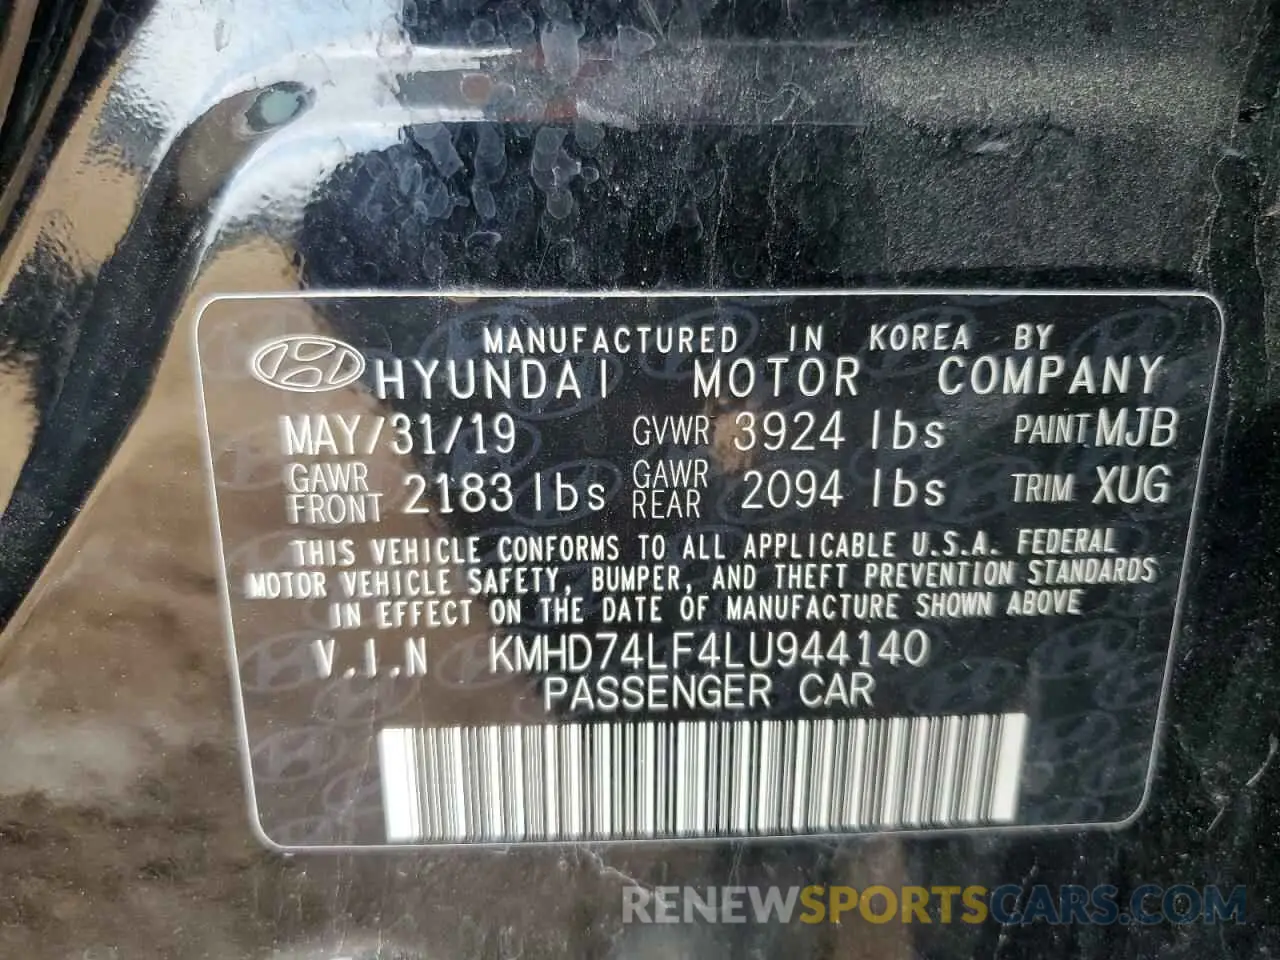 MANUFACTURED IN KOREA BY
HYUNDAI MOTOR COMPANY
MAY/31/19 GVWR 3924 lbs PAINT MJB
GAWR FRONT 2183 lbs GAWR REAR 2094 lbs TRIM XUG
THIS VEHICLE CONFORMS TO ALL APPLICABLE U.S.A. FEDERAL
MOTOR VEHICLE SAFETY, BUMPER, AND THEFT PREVENTION STANDARDS
IN EFFECT ON THE DATE OF MANUFACTURE SHOWN ABOVE
V.I.N KMHD74LF4LU944140
PASSENGER CAR
RENEWSPORTSCARS.COM